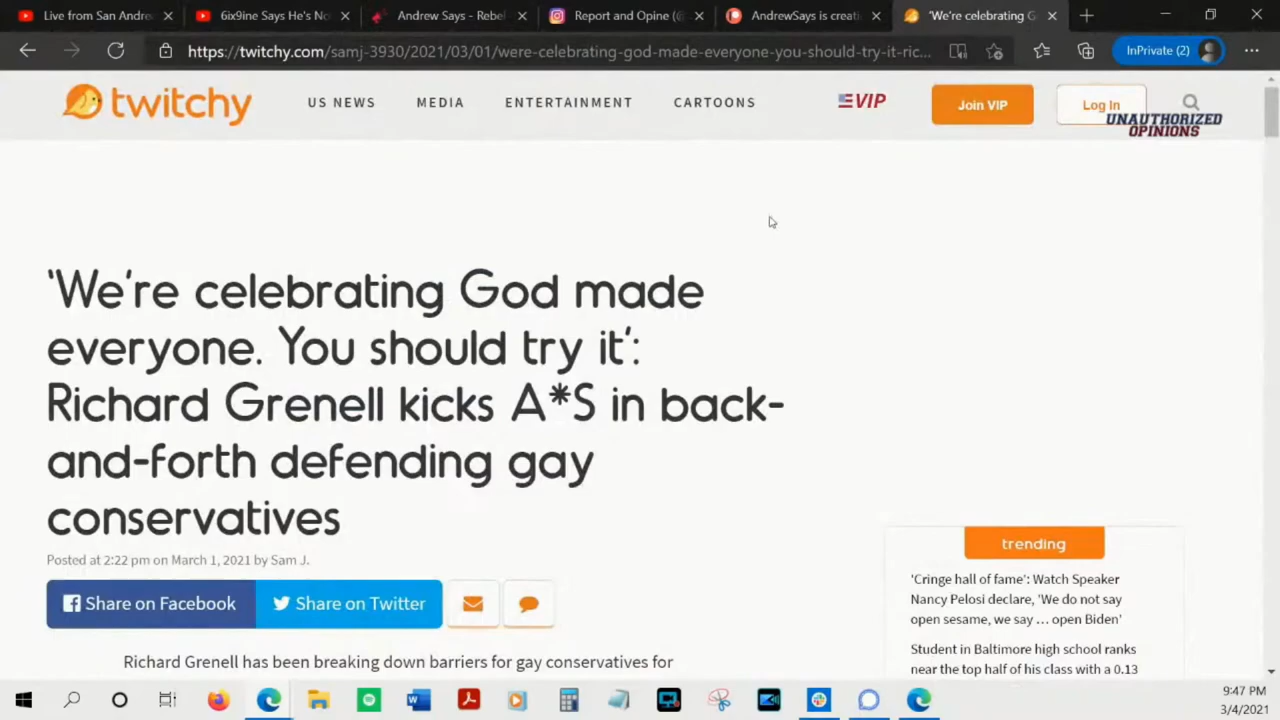 Live from San Andre
6ix9ine Says He's No
Andrew Says - Rebel
Report and Opine (@
AndrewSays is creati
'We're celebrating G
https://twitchy.com/samj-3930/2021/03/01/were-celebrating-god-made-everyone-you-should-try-it-ric...
InPrivate (2)
twitchy
US NEWS
MEDIA
ENTERTAINMENT
CARTOONS
VIP
Join VIP
Log In
UNAUTHORIZED
OPINIONS
'We're celebrating God made
everyone. You should try it':
Richard Grenell kicks A*S in back-
and-forth defending gay
conservatives
Posted at 2:22 pm on March 1, 2021 by Sam J.
Share on Facebook
Share on Twitter
trending
'Cringe hall of fame': Watch Speaker
Nancy Pelosi declare, 'We do not say
open sesame, we say … open Biden'
Student in Baltimore high school ranks
near the top half of his class with a 0.13
Richard Grenell has been breaking down barriers for gay conservatives for
9:47 PM
3/4/2021